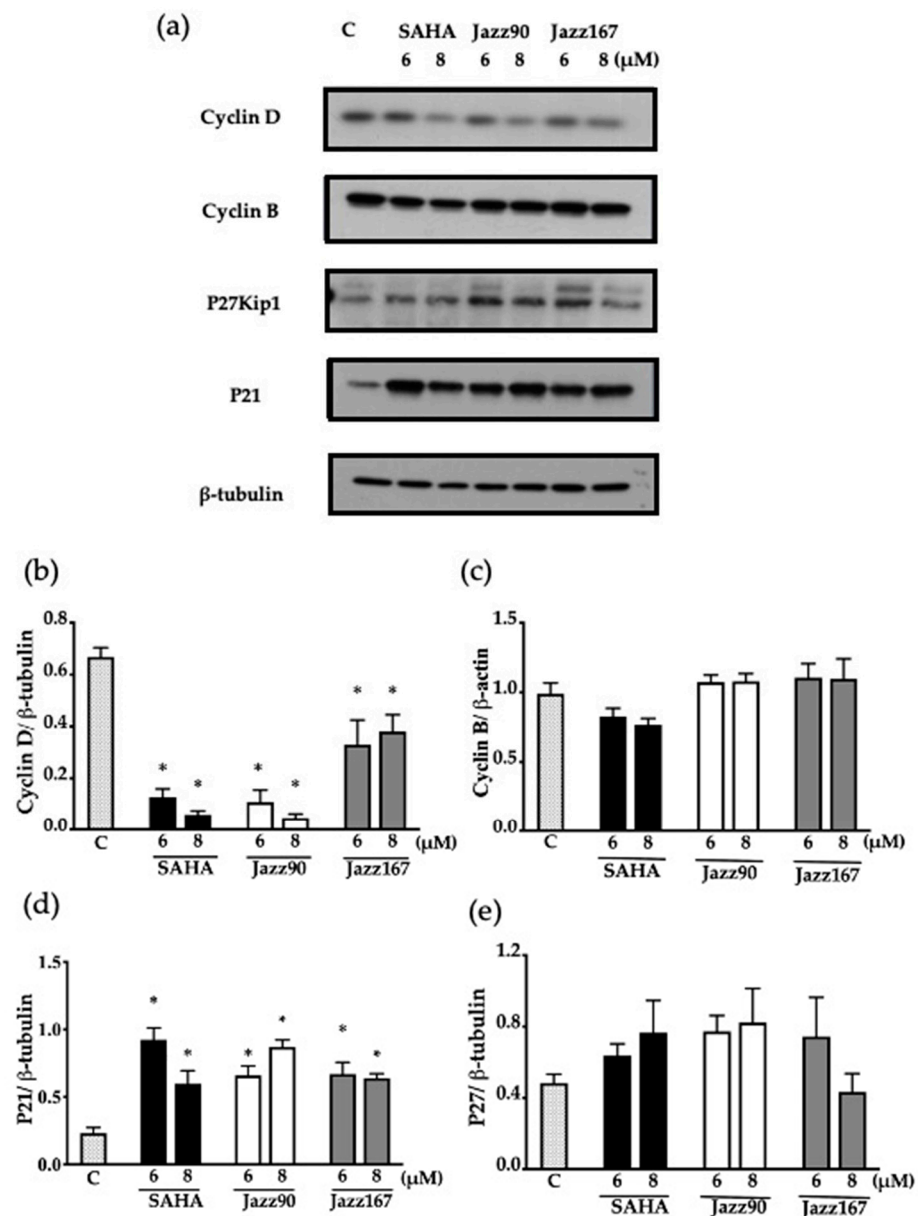 (a)
C SAHA Jazz90 Jazz167
6 8 6 8 6 8 (μM)
Cyclin D
Cyclin B
P27Kip1
P21
β-tubulin
(b)
Cyclin D/ β-tubulin
0.8
0.6
0.4
0.2
0.0
* * * * * *
C 6 8 6 8 6 8 (μM)
SAHA Jazz90 Jazz167
(c)
Cyclin B/ β-actin
1.5
1.0
0.5
0.0
C 6 8 6 8 6 8 (μM)
SAHA Jazz90 Jazz167
(d)
P21/ β-tubulin
1.5
1.0
0.5
0.0
* * * * * *
C 6 8 6 8 6 8 (μM)
SAHA Jazz90 Jazz167
(e)
P27/ β-tubulin
1.2
0.8
0.4
0.0
C 6 8 6 8 6 8 (μM)
SAHA Jazz90 Jazz167